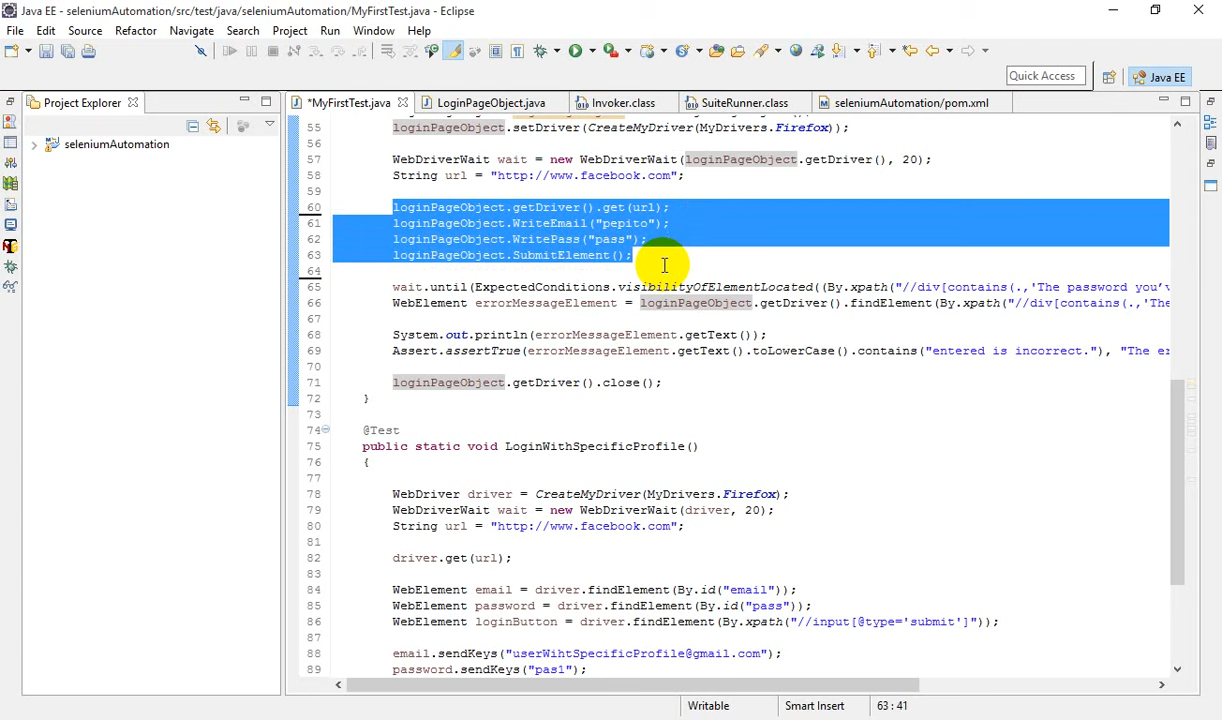 Java EE - seleniumAutomation/src/test/java/seleniumAutomation/MyFirstTest.java - Eclipse
File Edit Source Refactor Navigate Search Project Run Window Help
Quick Access
Java EE
Project Explorer
*MyFirstTest.java
LoginPageObject.java
Invoker.class
SuiteRunner.class
seleniumAutomation/pom.xml
seleniumAutomation
55 loginPageObject.setDriver(CreateMyDriver(MyDrivers.Firefox));
56
57 WebDriverWait wait = new WebDriverWait(loginPageObject.getDriver(), 20);
58 String url = "http://www.facebook.com";
59
60 loginPageObject.getDriver().get(url);
61 loginPageObject.WriteEmail("pepito");
62 loginPageObject.WritePass("pass");
63 loginPageObject.SubmitElement();
64
65 wait.until(ExpectedConditions.visibilityOfElementLocated((By.xpath("//div[contains(.,'The password you'v
66 WebElement errorMessageElement = loginPageObject.getDriver().findElement(By.xpath("//div[contains(.,'The
67
68 System.out.println(errorMessageElement.getText());
69 Assert.assertTrue(errorMessageElement.getText().toLowerCase().contains("entered is incorrect."), "The er
70
71 loginPageObject.getDriver().close();
72 }
73
74 @Test
75 public static void LoginWithSpecificProfile()
76 {
77
78 WebDriver driver = CreateMyDriver(MyDrivers.Firefox);
79 WebDriverWait wait = new WebDriverWait(driver, 20);
80 String url = "http://www.facebook.com";
81
82 driver.get(url);
83
84 WebElement email = driver.findElement(By.id("email"));
85 WebElement password = driver.findElement(By.id("pass"));
86 WebElement loginButton = driver.findElement(By.xpath("//input[@type='submit']"));
87
88 email.sendKeys("userWihtSpecificProfile@gmail.com");
89 password.sendKeys("pas1");
Writable Smart Insert 63 : 41